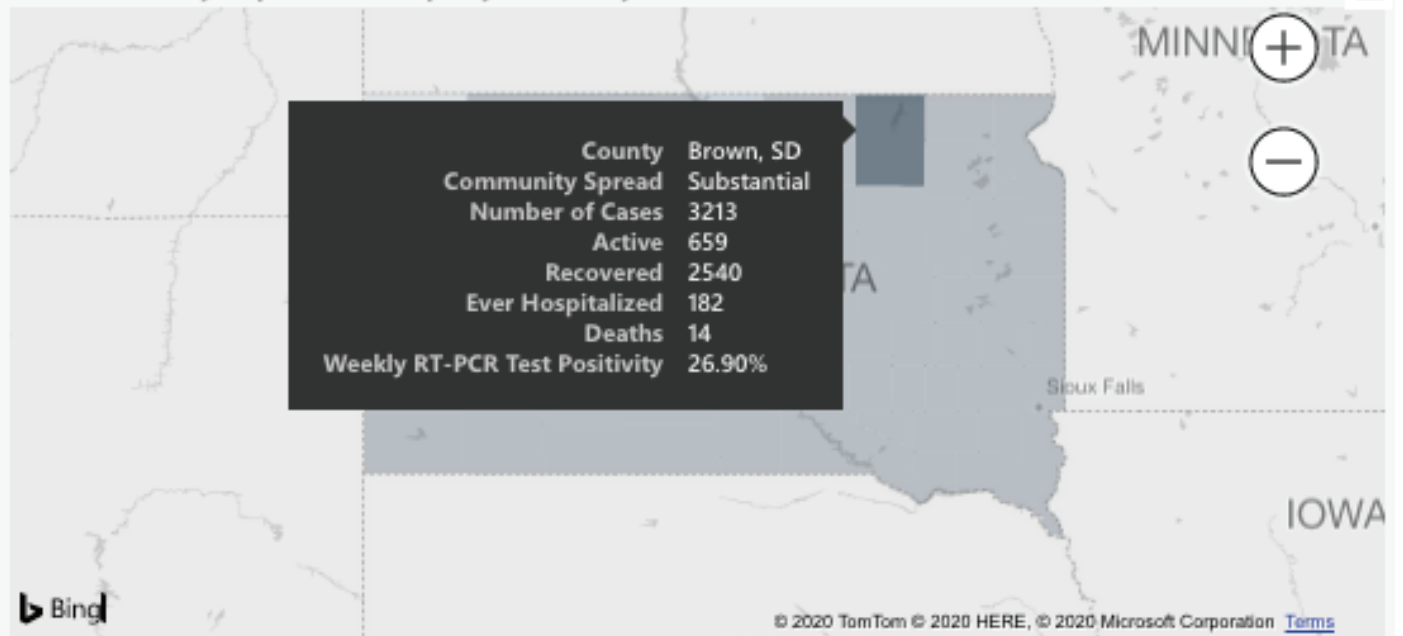 MINN TA
County Brown, SD
Community Spread Substantial
Number of Cases 3213
Active 659
Recovered 2540
Ever Hospitalized 182
Deaths 14
Weekly RT-PCR Test Positivity 26.90%
TA
Sioux Falls
IOWA
Bing
© 2020 TomTom © 2020 HERE, © 2020 Microsoft Corporation Terms